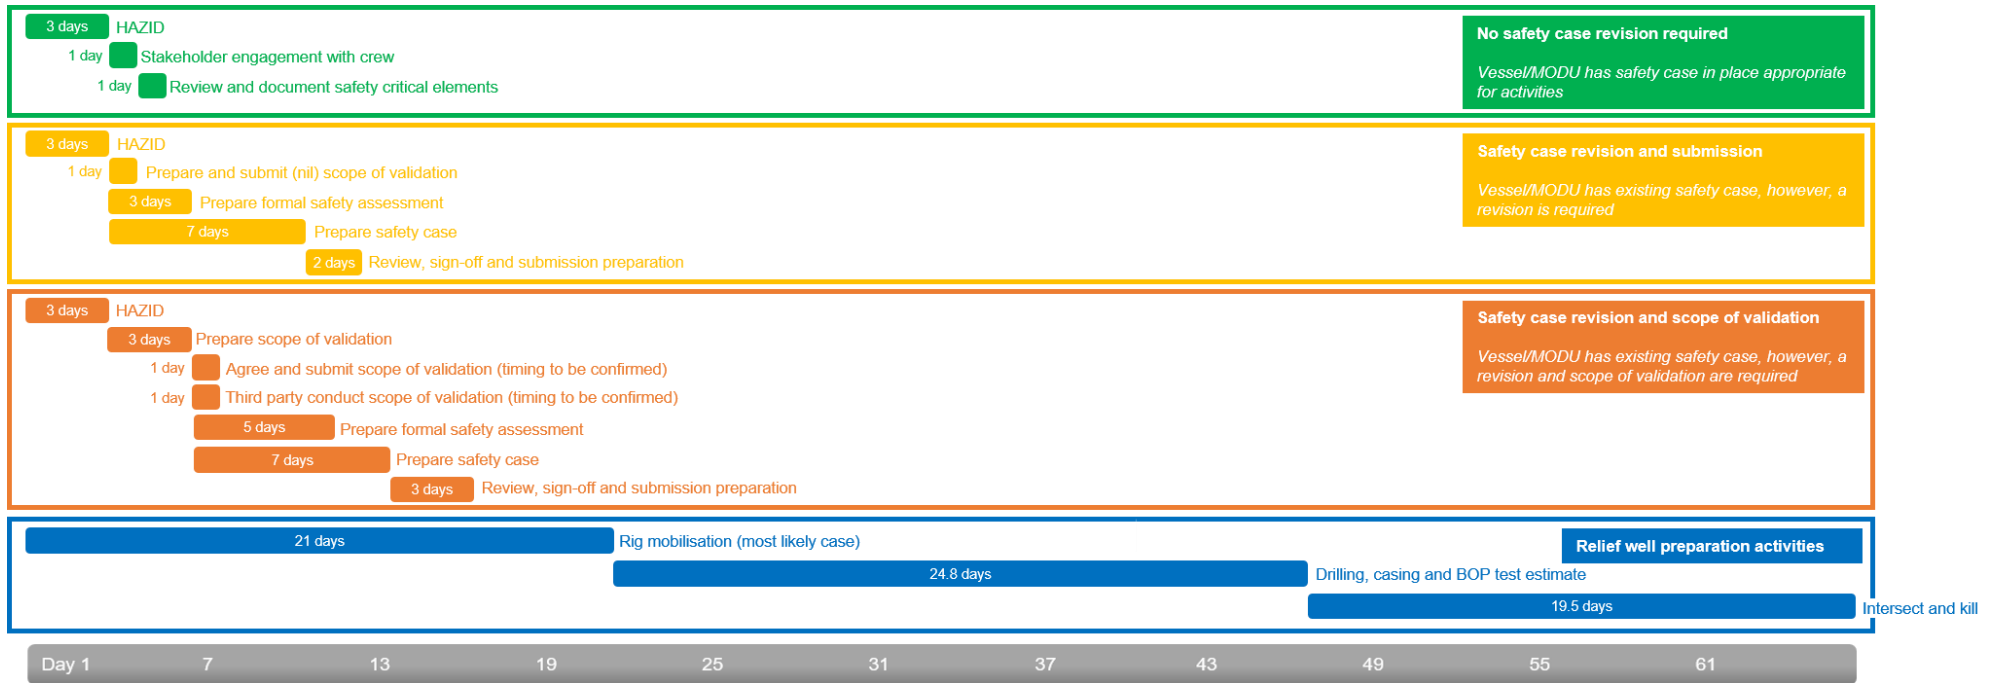 3 days HAZID
1 day Stakeholder engagement with crew
1 day Review and document safety critical elements
No safety case revision required
Vessel/MODU has safety case in place appropriate
for activities
3 days HAZID
1 day Prepare and submit (nil) scope of validation
3 days Prepare formal safety assessment
7 days Prepare safety case
2 days Review, sign-off and submission preparation
Safety case revision and submission
Vessel/MODU has existing safety case, however, a
revision is required
3 days HAZID
3 days Prepare scope of validation
1 day Agree and submit scope of validation (timing to be confirmed)
1 day Third party conduct scope of validation (timing to be confirmed)
5 days Prepare formal safety assessment
7 days Prepare safety case
3 days Review, sign-off and submission preparation
Safety case revision and scope of validation
Vessel/MODU has existing safety case, however, a
revision and scope of validation are required
21 days Rig mobilisation (most likely case)
Relief well preparation activities
24.8 days Drilling, casing and BOP test estimate
19.5 days Intersect and kill
Day 1 7 13 19 25 31 37 43 49 55 61